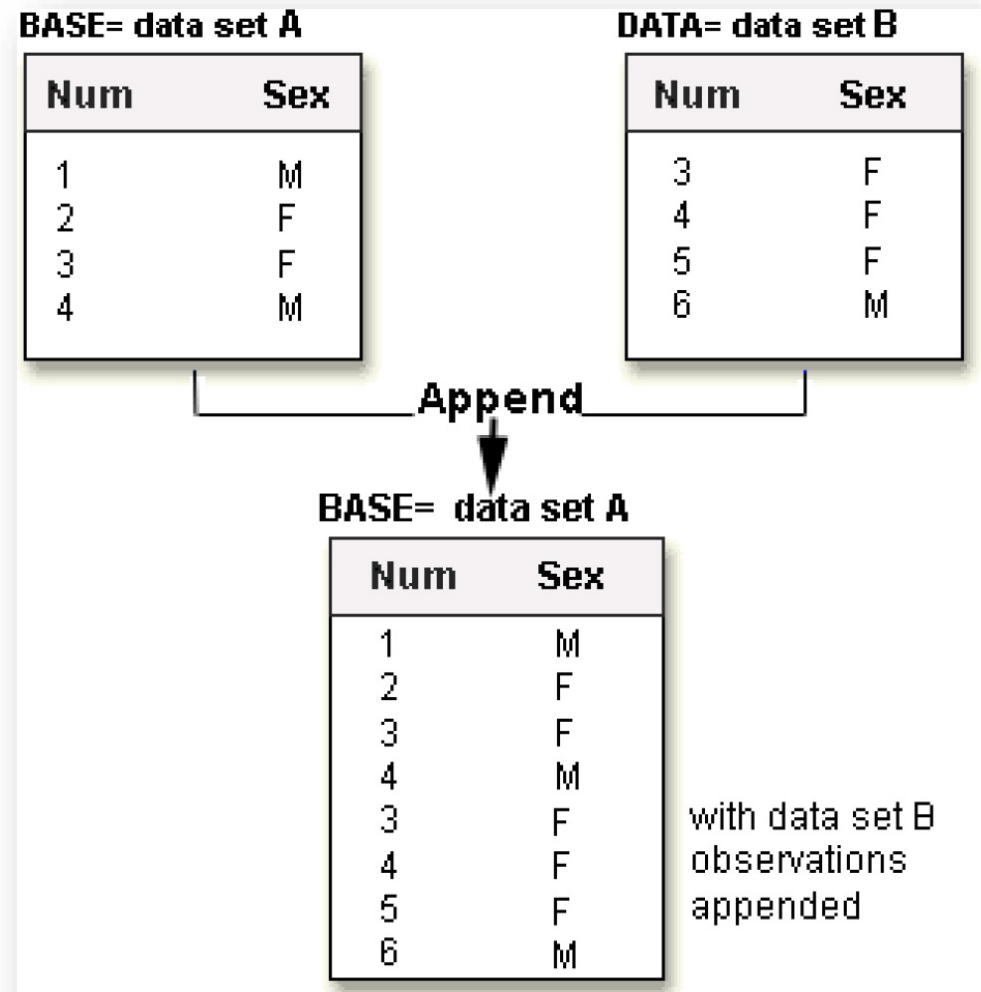 BASE= data set A
Num Sex
1 M
2 F
3 F
4 M
DATA= data set B
Num Sex
3 F
4 F
5 F
6 M
Append
BASE= data set A
Num Sex
1 M
2 F
3 F
4 M
3 F
4 F
5 F
6 M
with data set B
observations
appended